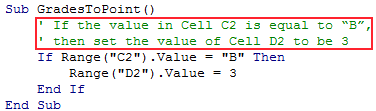 Sub GradesToPoint()
    ' If the value in Cell C2 is equal to “B”,
    ' then set the value of Cell D2 to be 3
    If Range("C2").Value = "B" Then
        Range("D2").Value = 3
    End If
End Sub